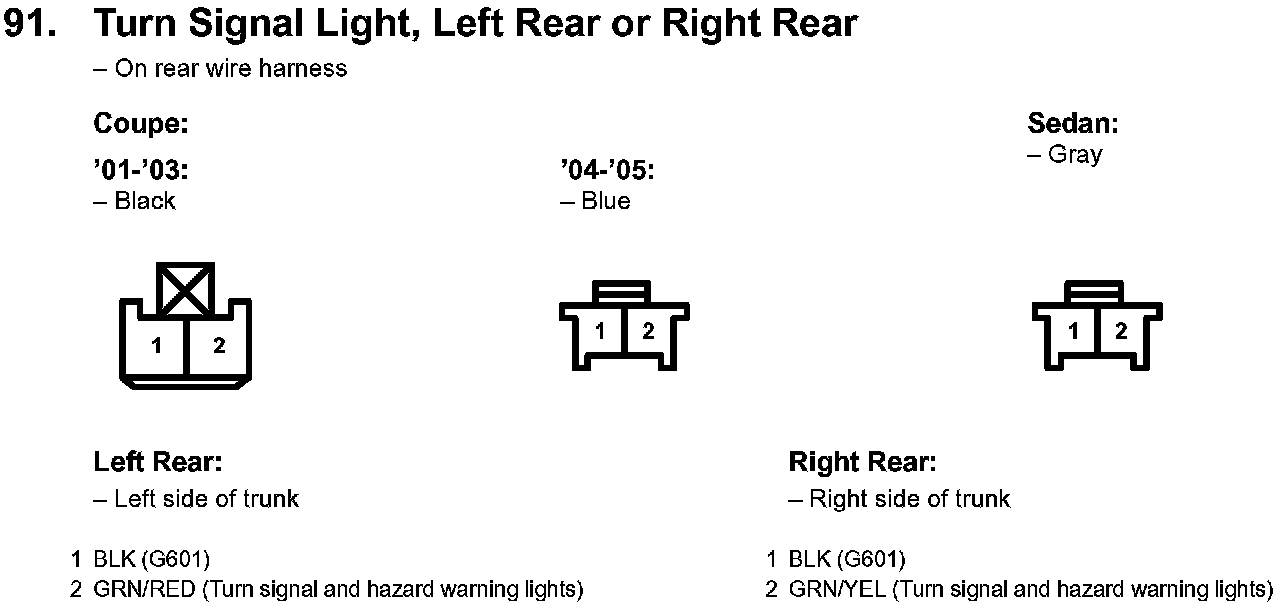 91. Turn Signal Light, Left Rear or Right Rear
– On rear wire harness
Coupe:
’01-’03:
– Black
’04-’05:
– Blue
Sedan:
– Gray
1 2
1 2
1 2
Left Rear:
– Left side of trunk
1 BLK (G601)
2 GRN/RED (Turn signal and hazard warning lights)
Right Rear:
– Right side of trunk
1 BLK (G601)
2 GRN/YEL (Turn signal and hazard warning lights)